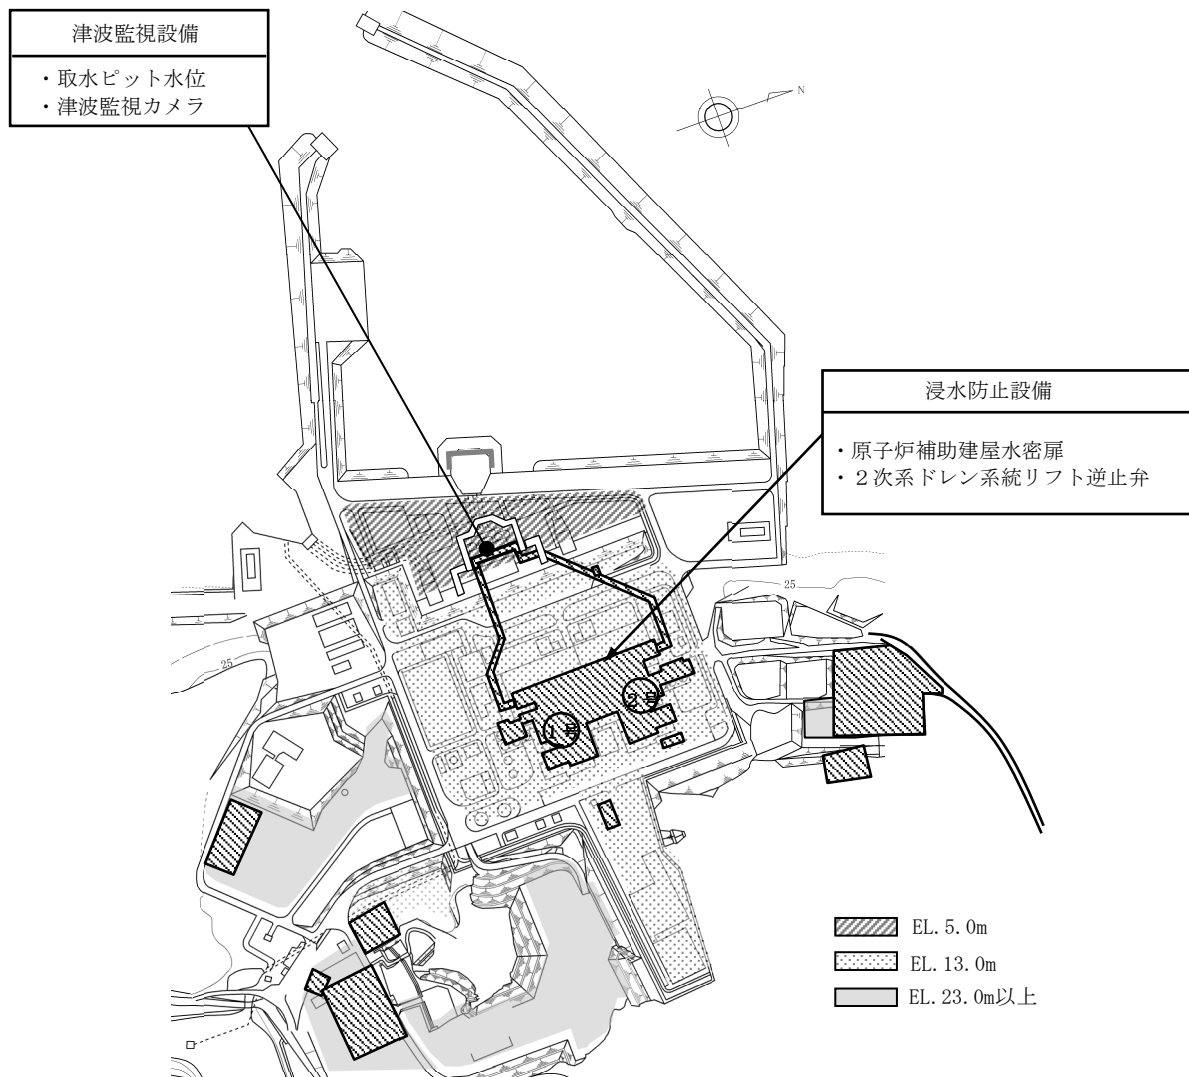 津波監視設備
・取水ピット水位
・津波監視カメラ
N
浸水防止設備
・原子炉補助建屋水密扉
・２次系ドレン系統リフト逆止弁
25
25
２号
１号
EL.5.0m
EL.13.0m
EL.23.0m以上